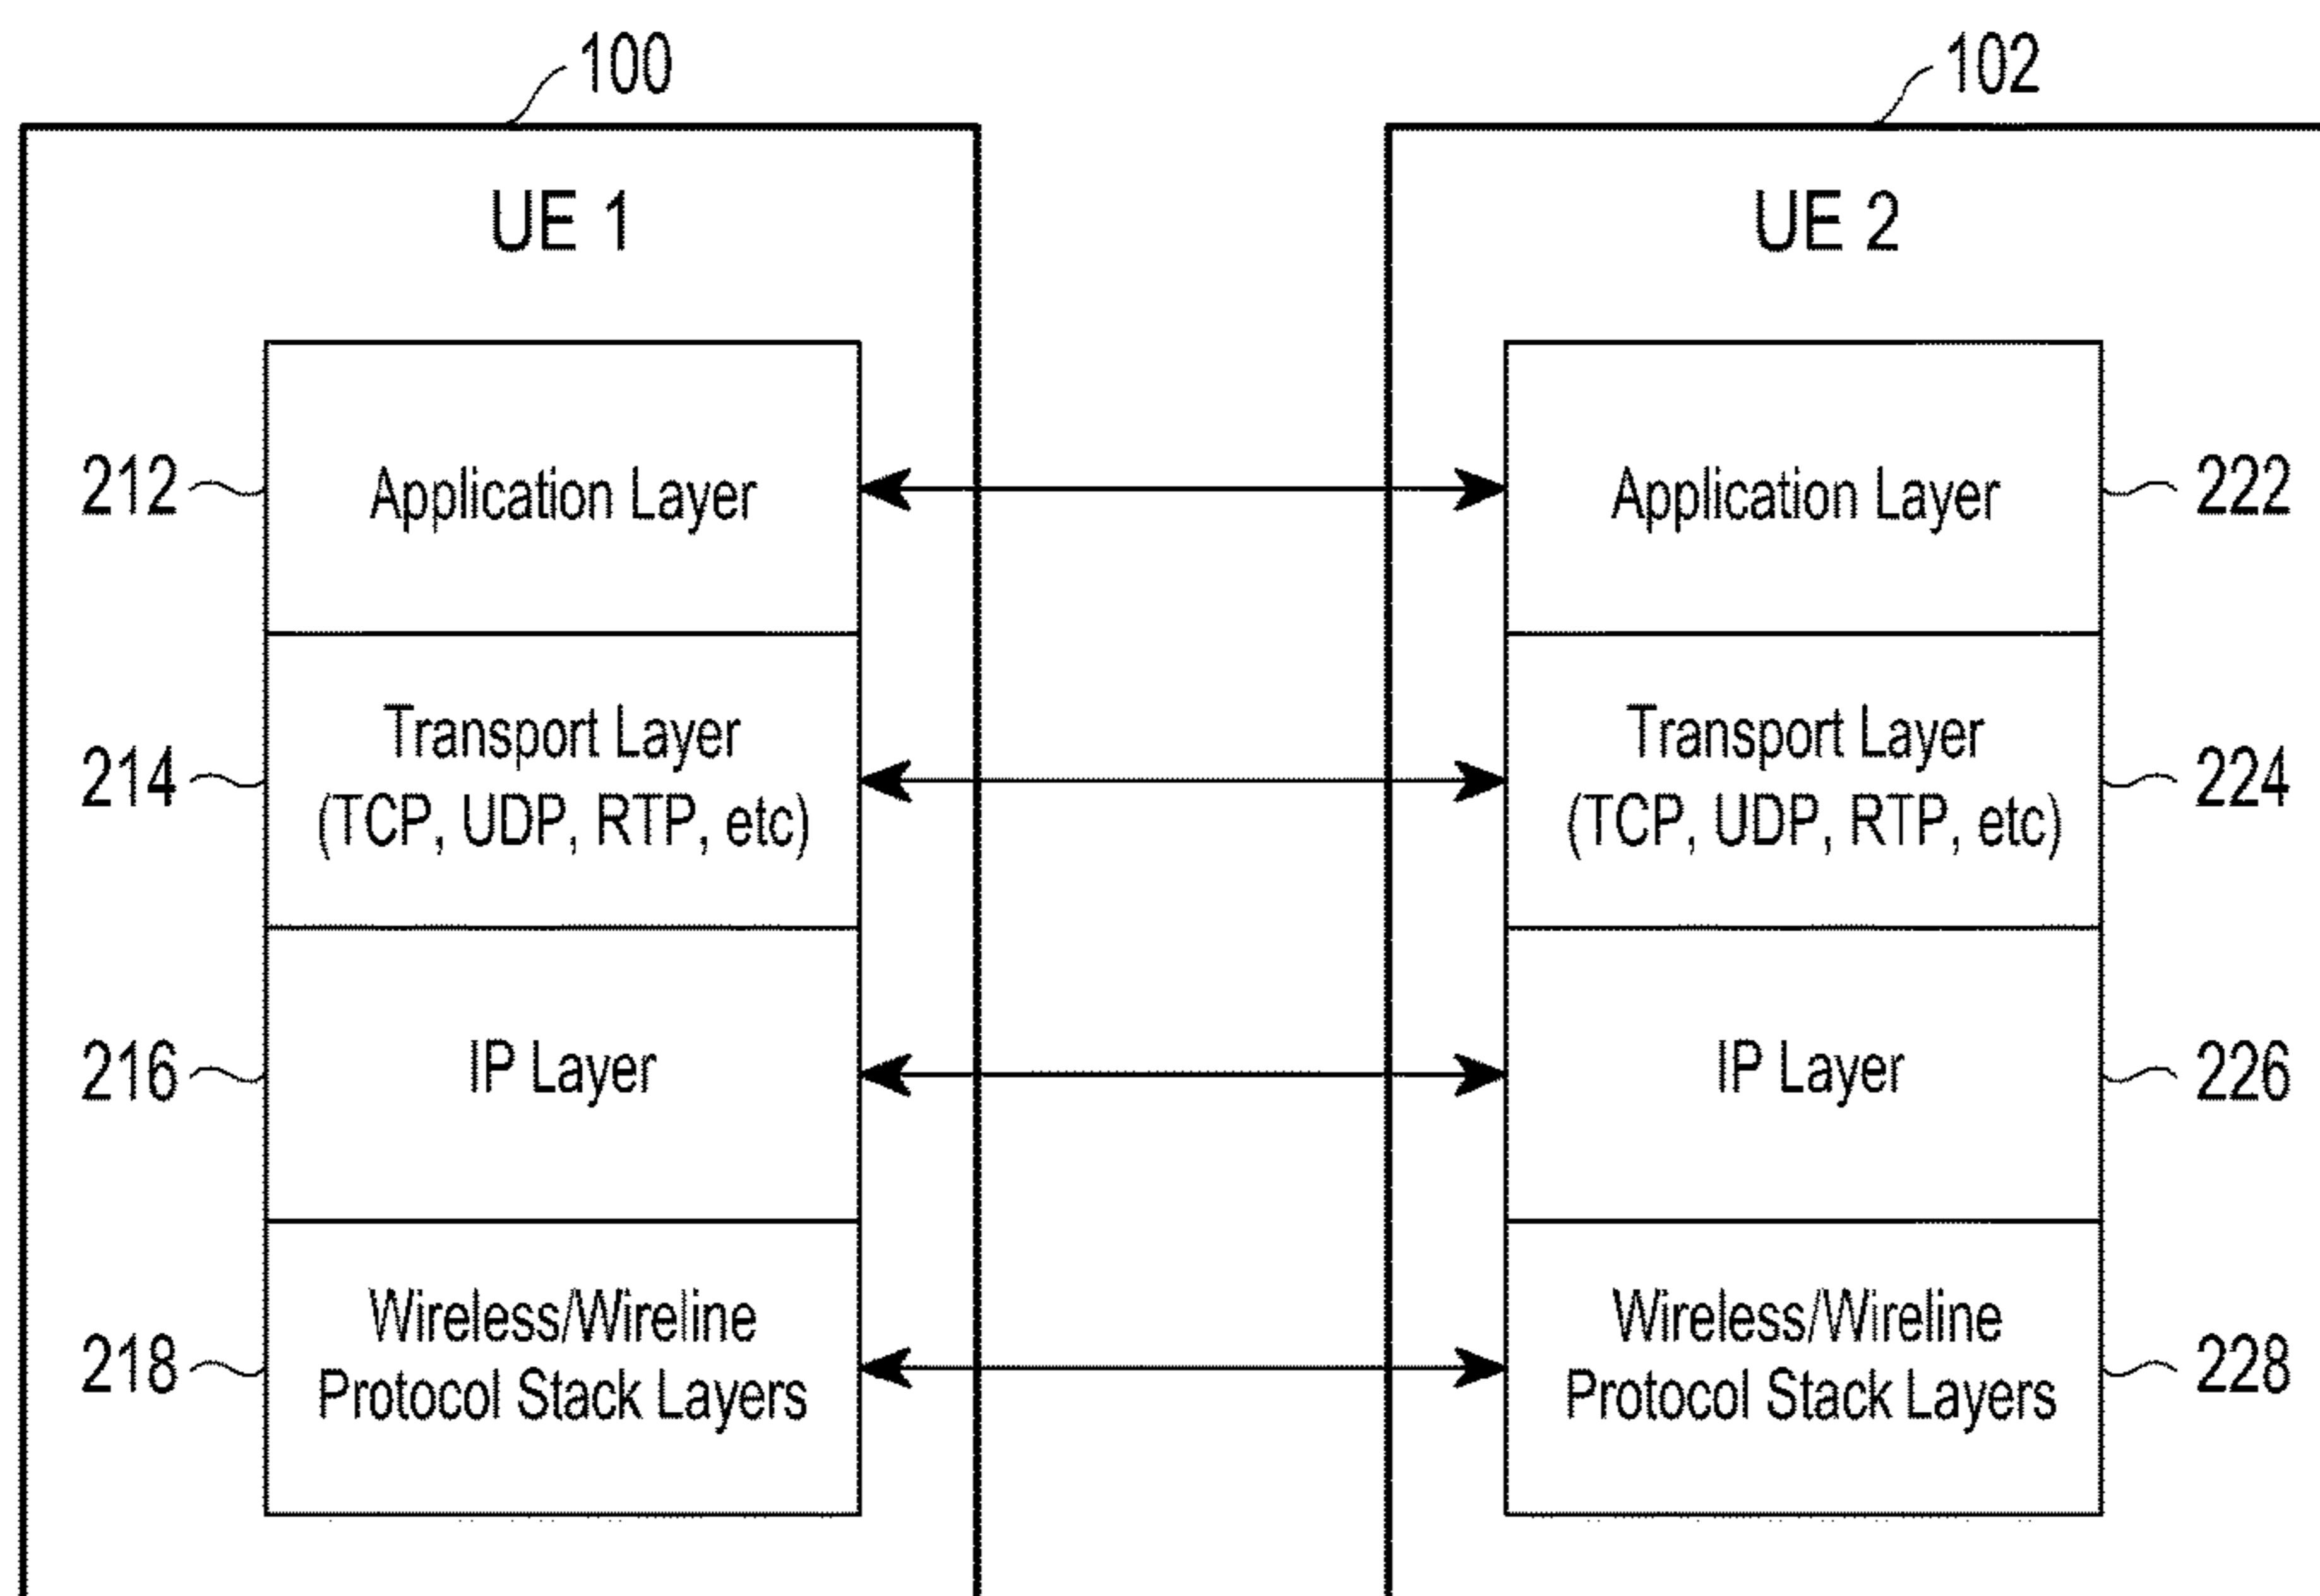 100
102
UE 1
UE 2
212
Application Layer
Application Layer
222
214
Transport Layer
(TCP, UDP, RTP, etc)
Transport Layer
(TCP, UDP, RTP, etc)
224
216
IP Layer
IP Layer
226
218
Wireless/Wireline
Protocol Stack Layers
Wireless/Wireline
Protocol Stack Layers
228